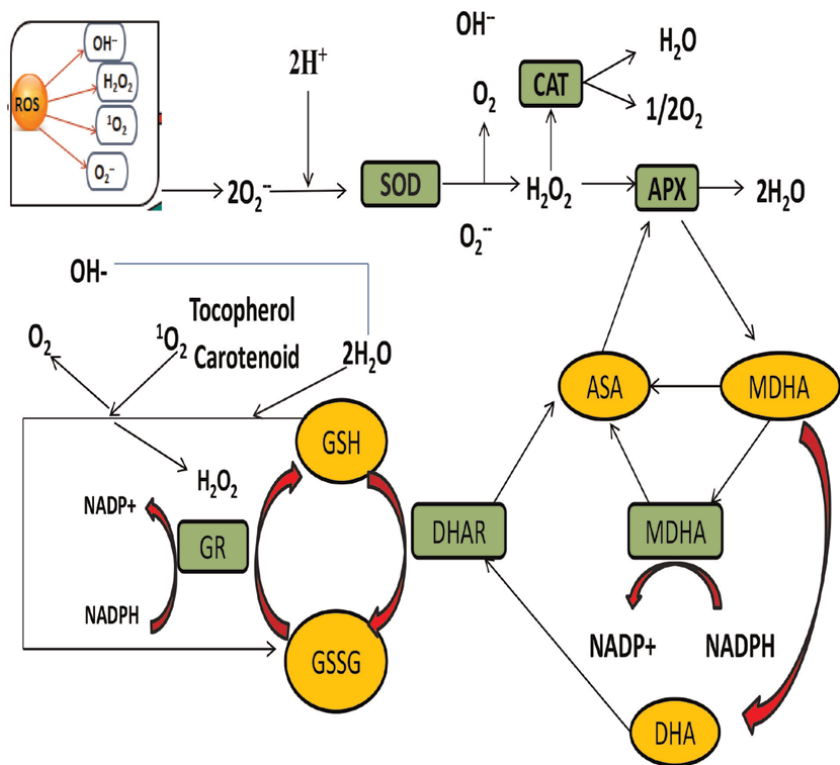 ROS
OH⁻
H₂O₂
¹O₂
O₂⁻
2H⁺
OH⁻
O₂
CAT
H₂O
1/2O₂
2O₂⁻
SOD
H₂O₂
APX
2H₂O
O₂⁻⁻
OH-
O₂
¹O₂
Tocopherol
Carotenoid
2H₂O
ASA
MDHA
GSH
H₂O₂
NADP+
GR
DHAR
MDHA
NADPH
GSSG
NADP+
NADPH
DHA